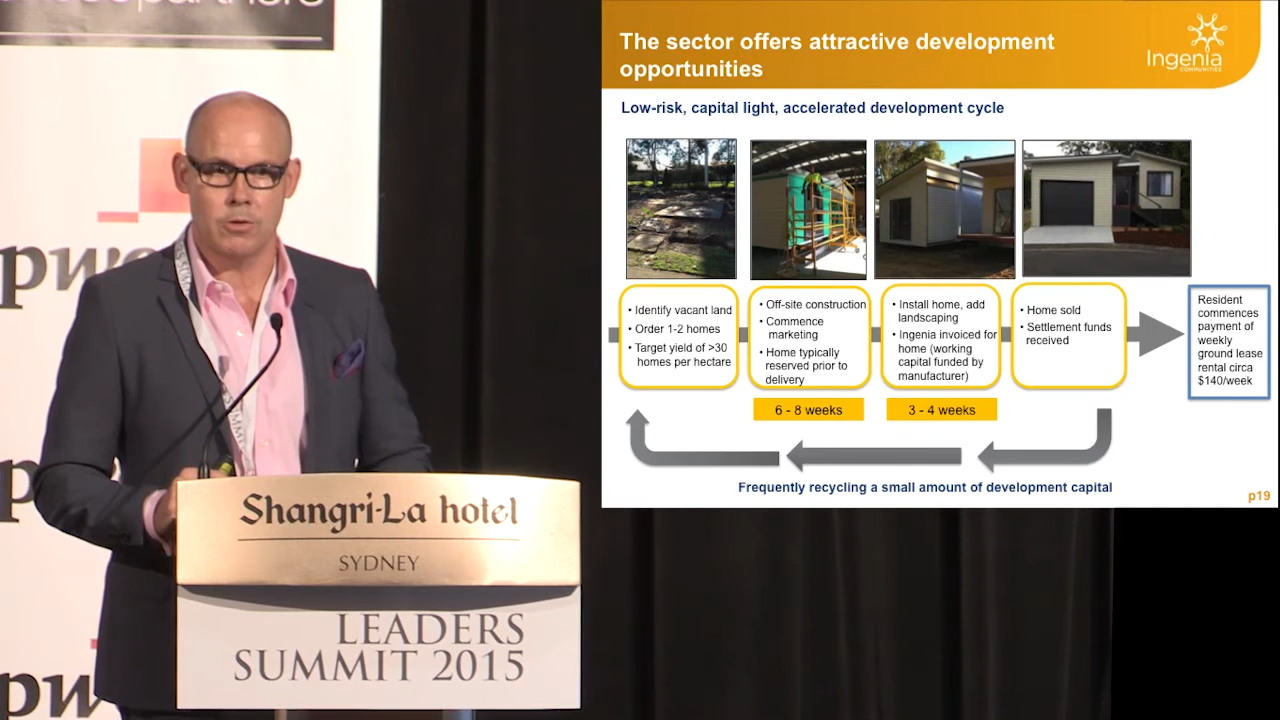 partners
pwc
SUMMIT
Shangri-La hotel
SYDNEY
LEADERS
SUMMIT 2015
The sector offers attractive development
opportunities
Ingenia
COMMUNITIES
Low-risk, capital light, accelerated development cycle
• Identify vacant land
• Order 1-2 homes
• Target yield of >30
homes per hectare
• Off-site construction
• Commence
marketing
• Home typically
reserved prior to
delivery
• Install home, add
landscaping
• Ingenia invoiced for
home (working
capital funded by
manufacturer)
• Home sold
• Settlement funds
received
Resident
commences
payment of
weekly
ground lease
rental circa
$140/week
6 - 8 weeks
3 - 4 weeks
Frequently recycling a small amount of development capital
p19